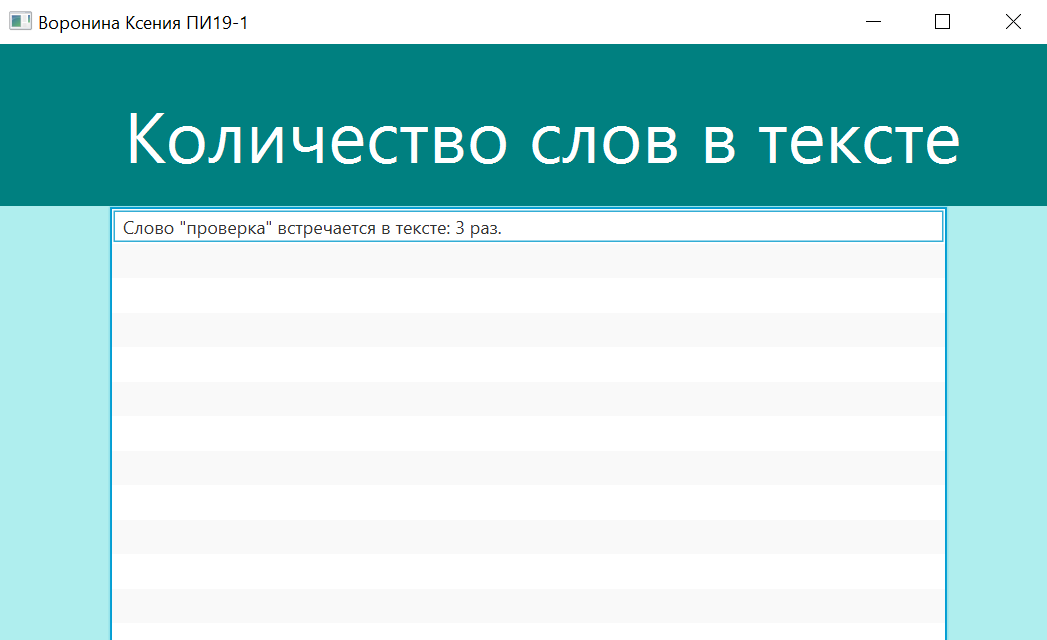 Воронина Ксения ПИ19-1
Количество слов в тексте
Слово "проверка" встречается в тексте: 3 раз.